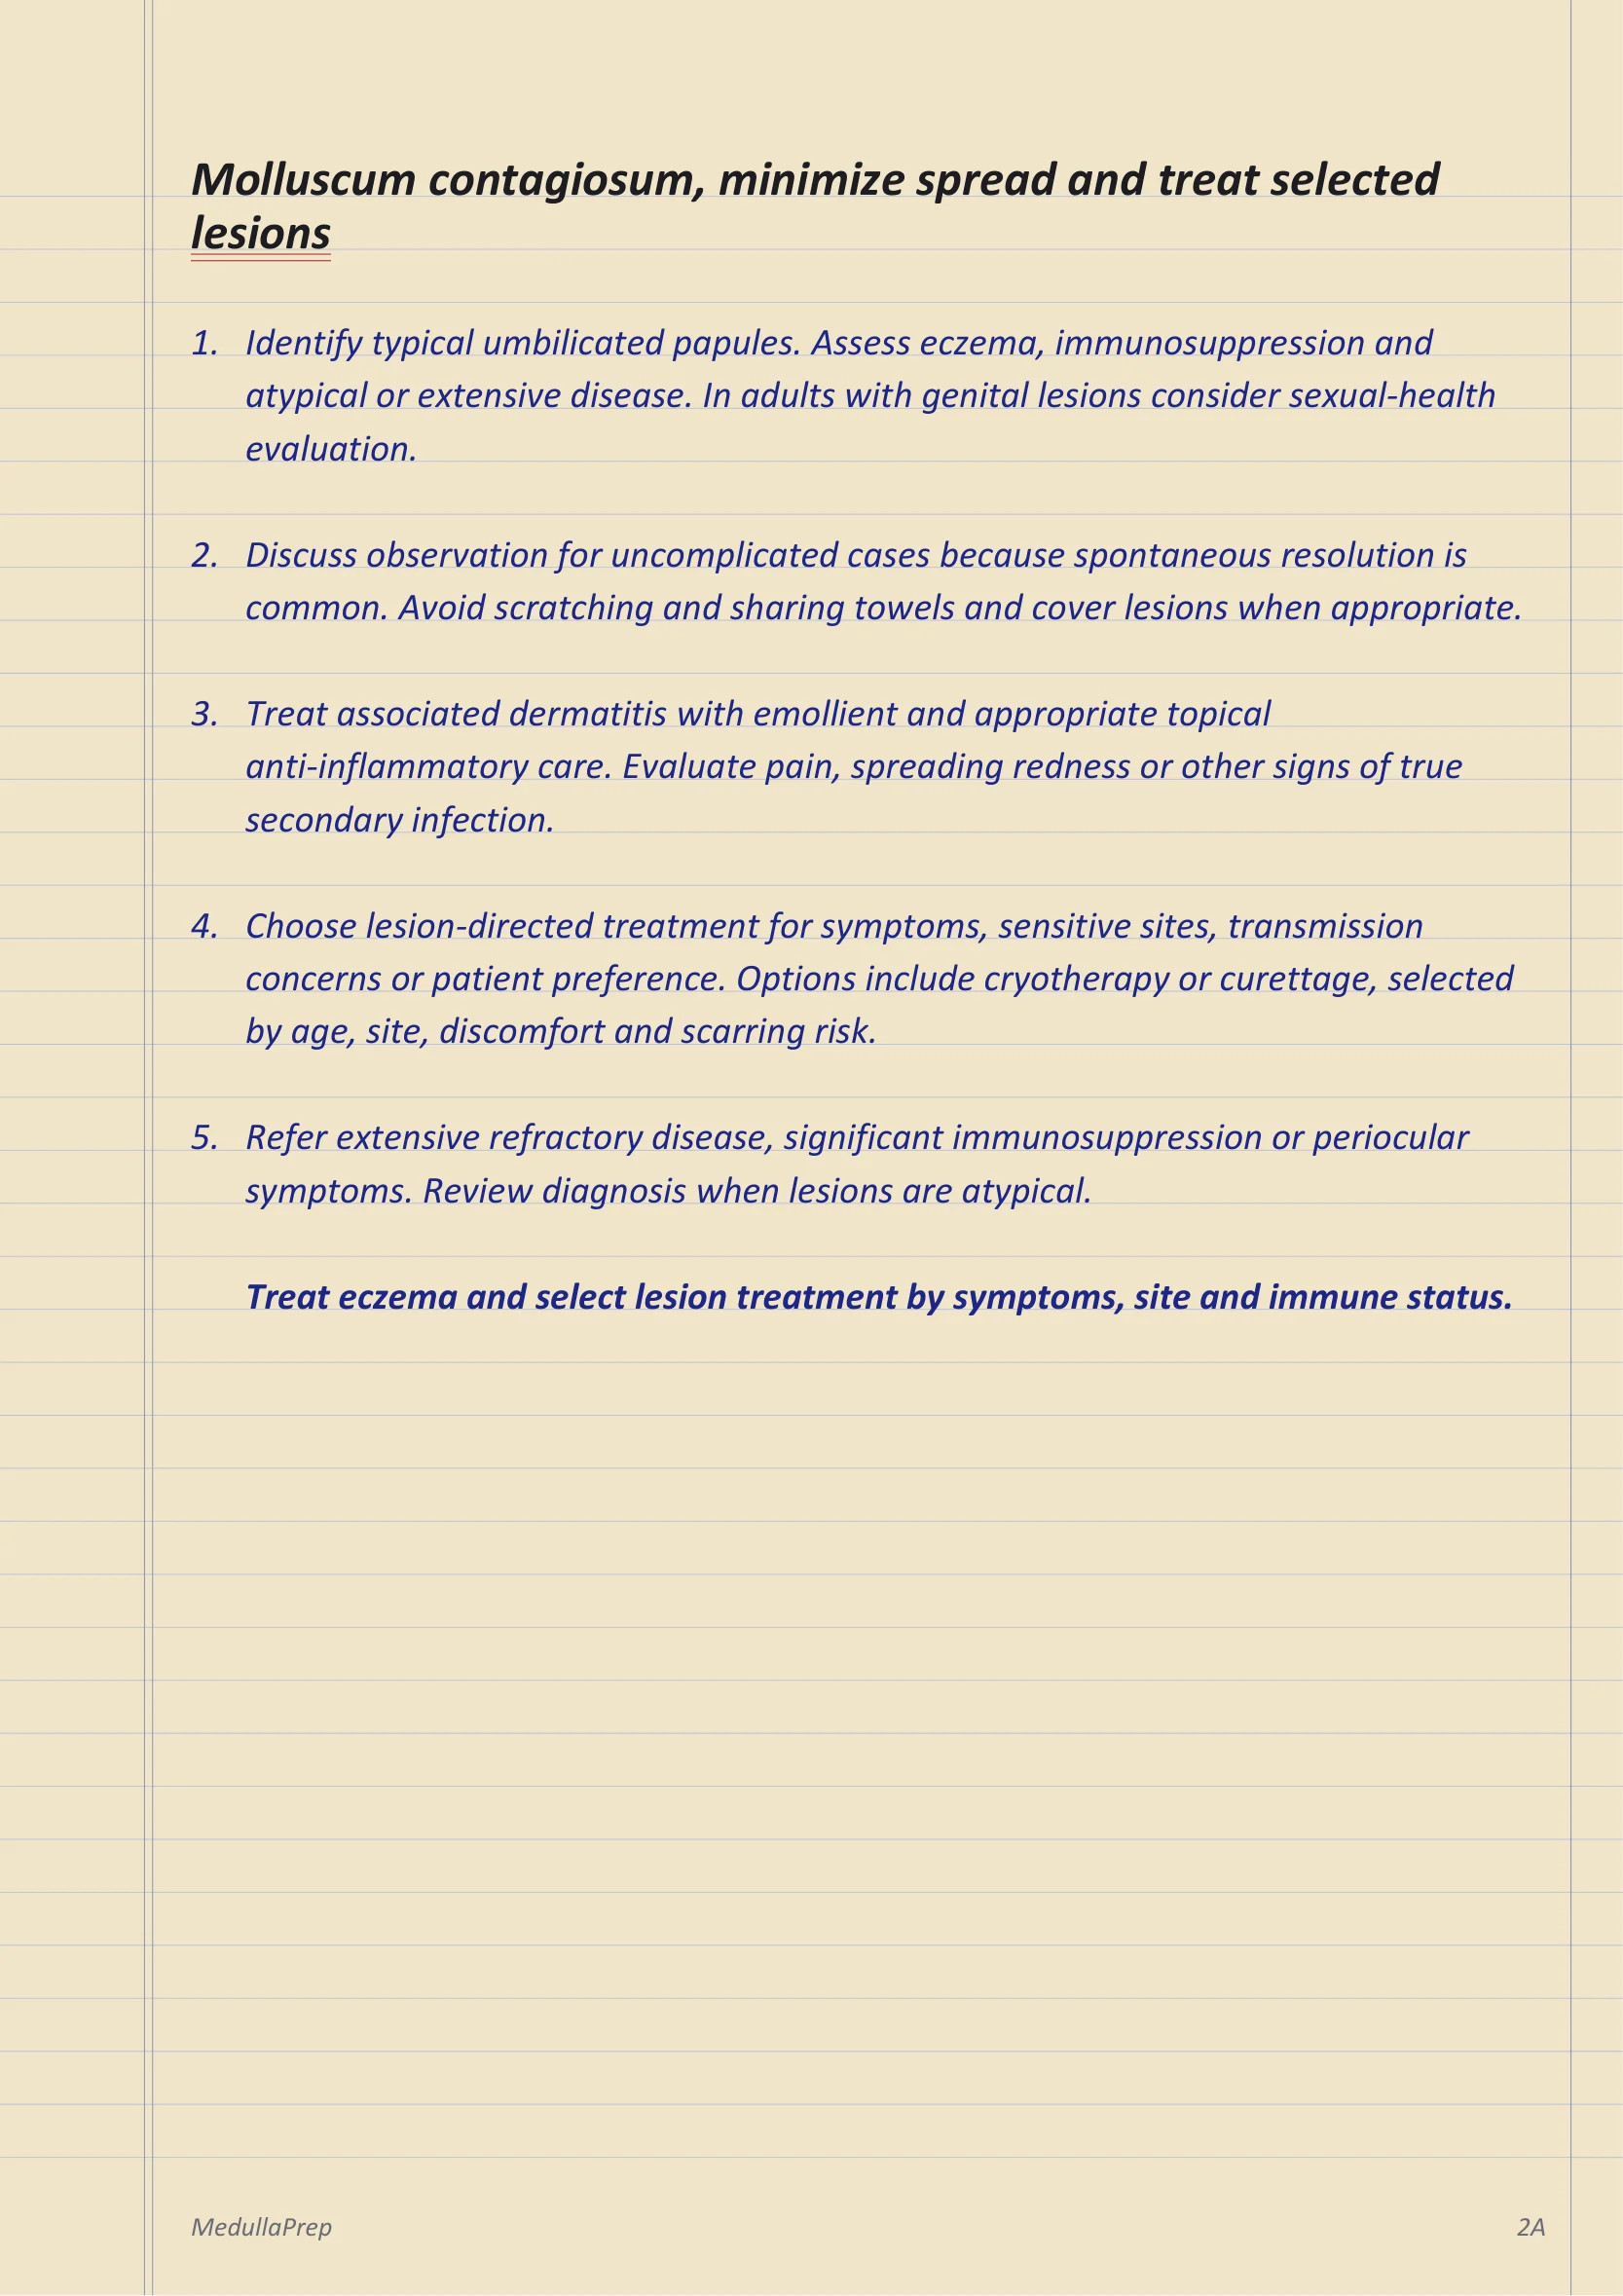 Molluscum contagiosum, minimize spread and treat selected
lesions
1. Identify typical umbilicated papules. Assess eczema, immunosuppression and
atypical or extensive disease. In adults with genital lesions consider sexual-health
evaluation.
2. Discuss observation for uncomplicated cases because spontaneous resolution is
common. Avoid scratching and sharing towels and cover lesions when appropriate.
3. Treat associated dermatitis with emollient and appropriate topical
anti-inflammatory care. Evaluate pain, spreading redness or other signs of true
secondary infection.
4. Choose lesion-directed treatment for symptoms, sensitive sites, transmission
concerns or patient preference. Options include cryotherapy or curettage, selected
by age, site, discomfort and scarring risk.
5. Refer extensive refractory disease, significant immunosuppression or periocular
symptoms. Review diagnosis when lesions are atypical.
Treat eczema and select lesion treatment by symptoms, site and immune status.
MedullaPrep
2A